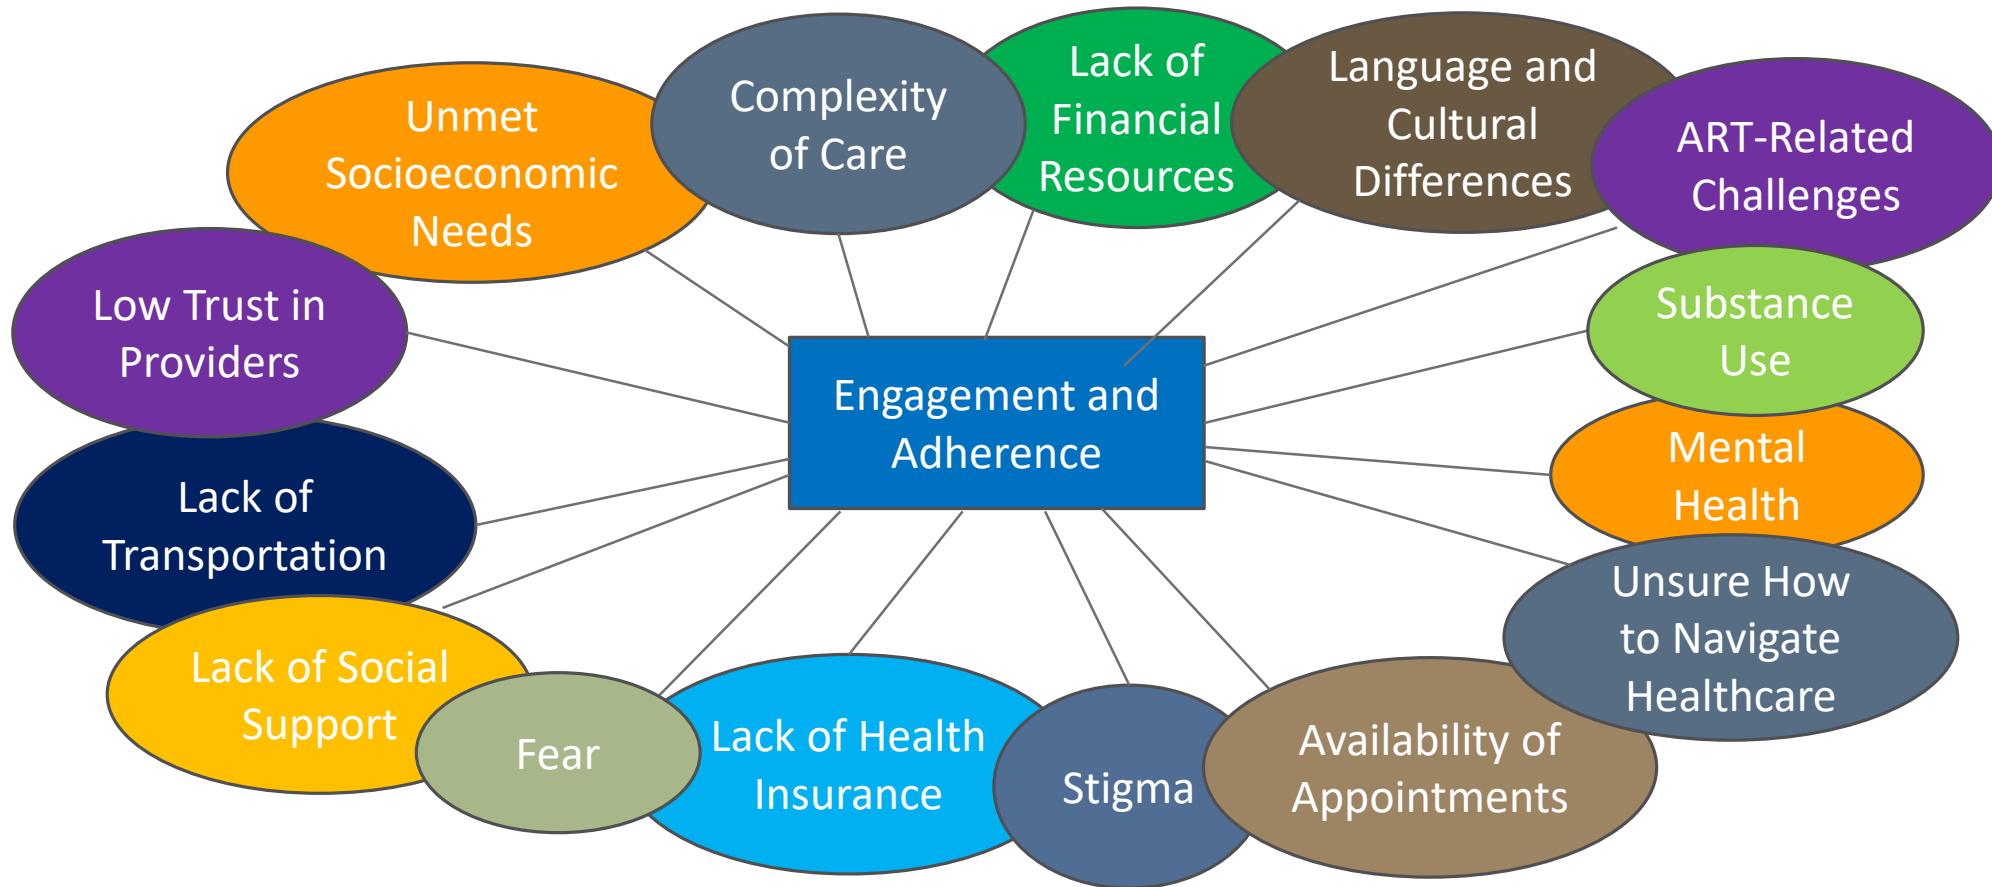 Unmet
Socioeconomic
Needs
Complexity
of Care
Lack of
Financial
Resources
Language and
Cultural
Differences
ART-Related
Challenges
Low Trust in
Providers
Substance
Use
Engagement and
Adherence
Mental
Health
Lack of
Transportation
Unsure How
to Navigate
Healthcare
Lack of Social
Support
Fear
Lack of Health
Insurance
Stigma
Availability of
Appointments